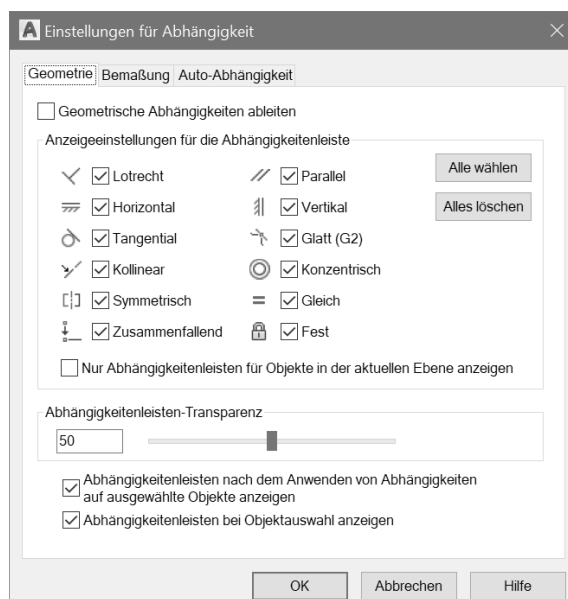 A Einstellungen für Abhängigkeit
Geometrie Bemaßung Auto-Abhängigkeit
Geometrische Abhängigkeiten ableiten
Anzeigeeinstellungen für die Abhängigkeitenleiste
Lotrecht Parallel Alle wählen
Horizontal Vertikal Alles löschen
Tangential Glatt (G2)
Kollinear Konzentrisch
Symmetrisch Gleich
Zusammenfallend Fest
Nur Abhängigkeitenleisten für Objekte in der aktuellen Ebene anzeigen
Abhängigkeitenleisten-Transparenz
50
Abhängigkeitenleisten nach dem Anwenden von Abhängigkeiten
auf ausgewählte Objekte anzeigen
Abhängigkeitenleisten bei Objektauswahl anzeigen
OK Abbrechen Hilfe